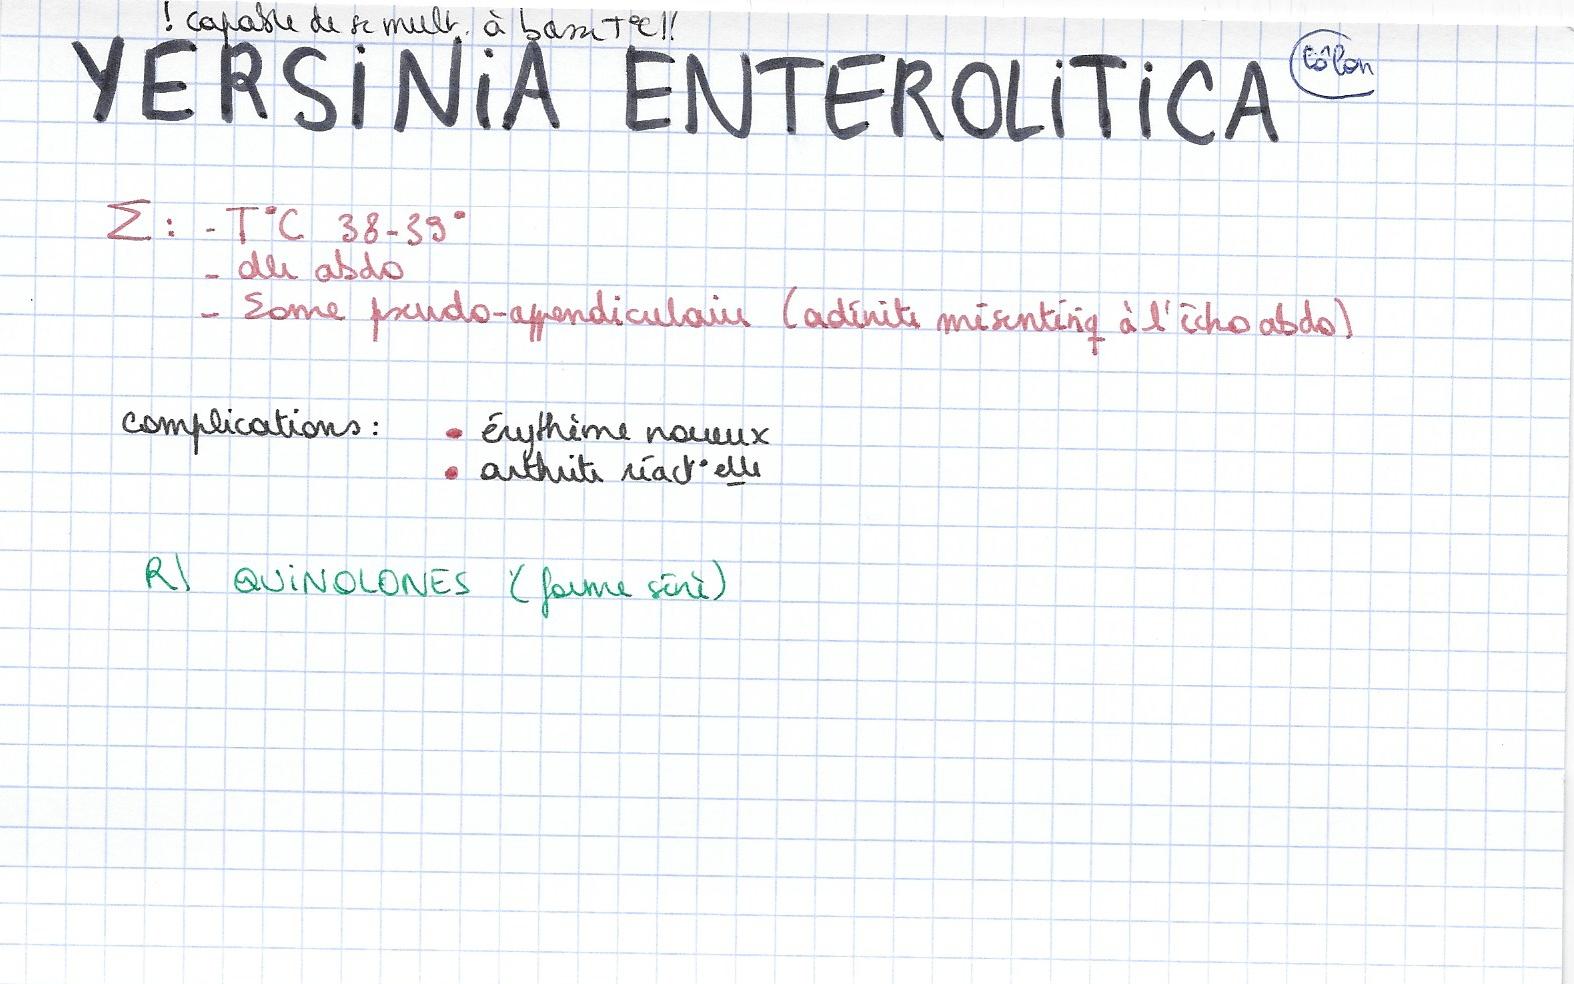 ! capable de se mult. à basse T°C !!
YERSINIA ENTEROLITICA côlon
Σ : - T°C 38-39°
- dlr abdo
- Σome pseudo-appendiculaire (adénite mésentériq à l'écho abdo)
complications : • érythème noueux
• arthrite réact°elle
R) QUINOLONES (forme sévè)